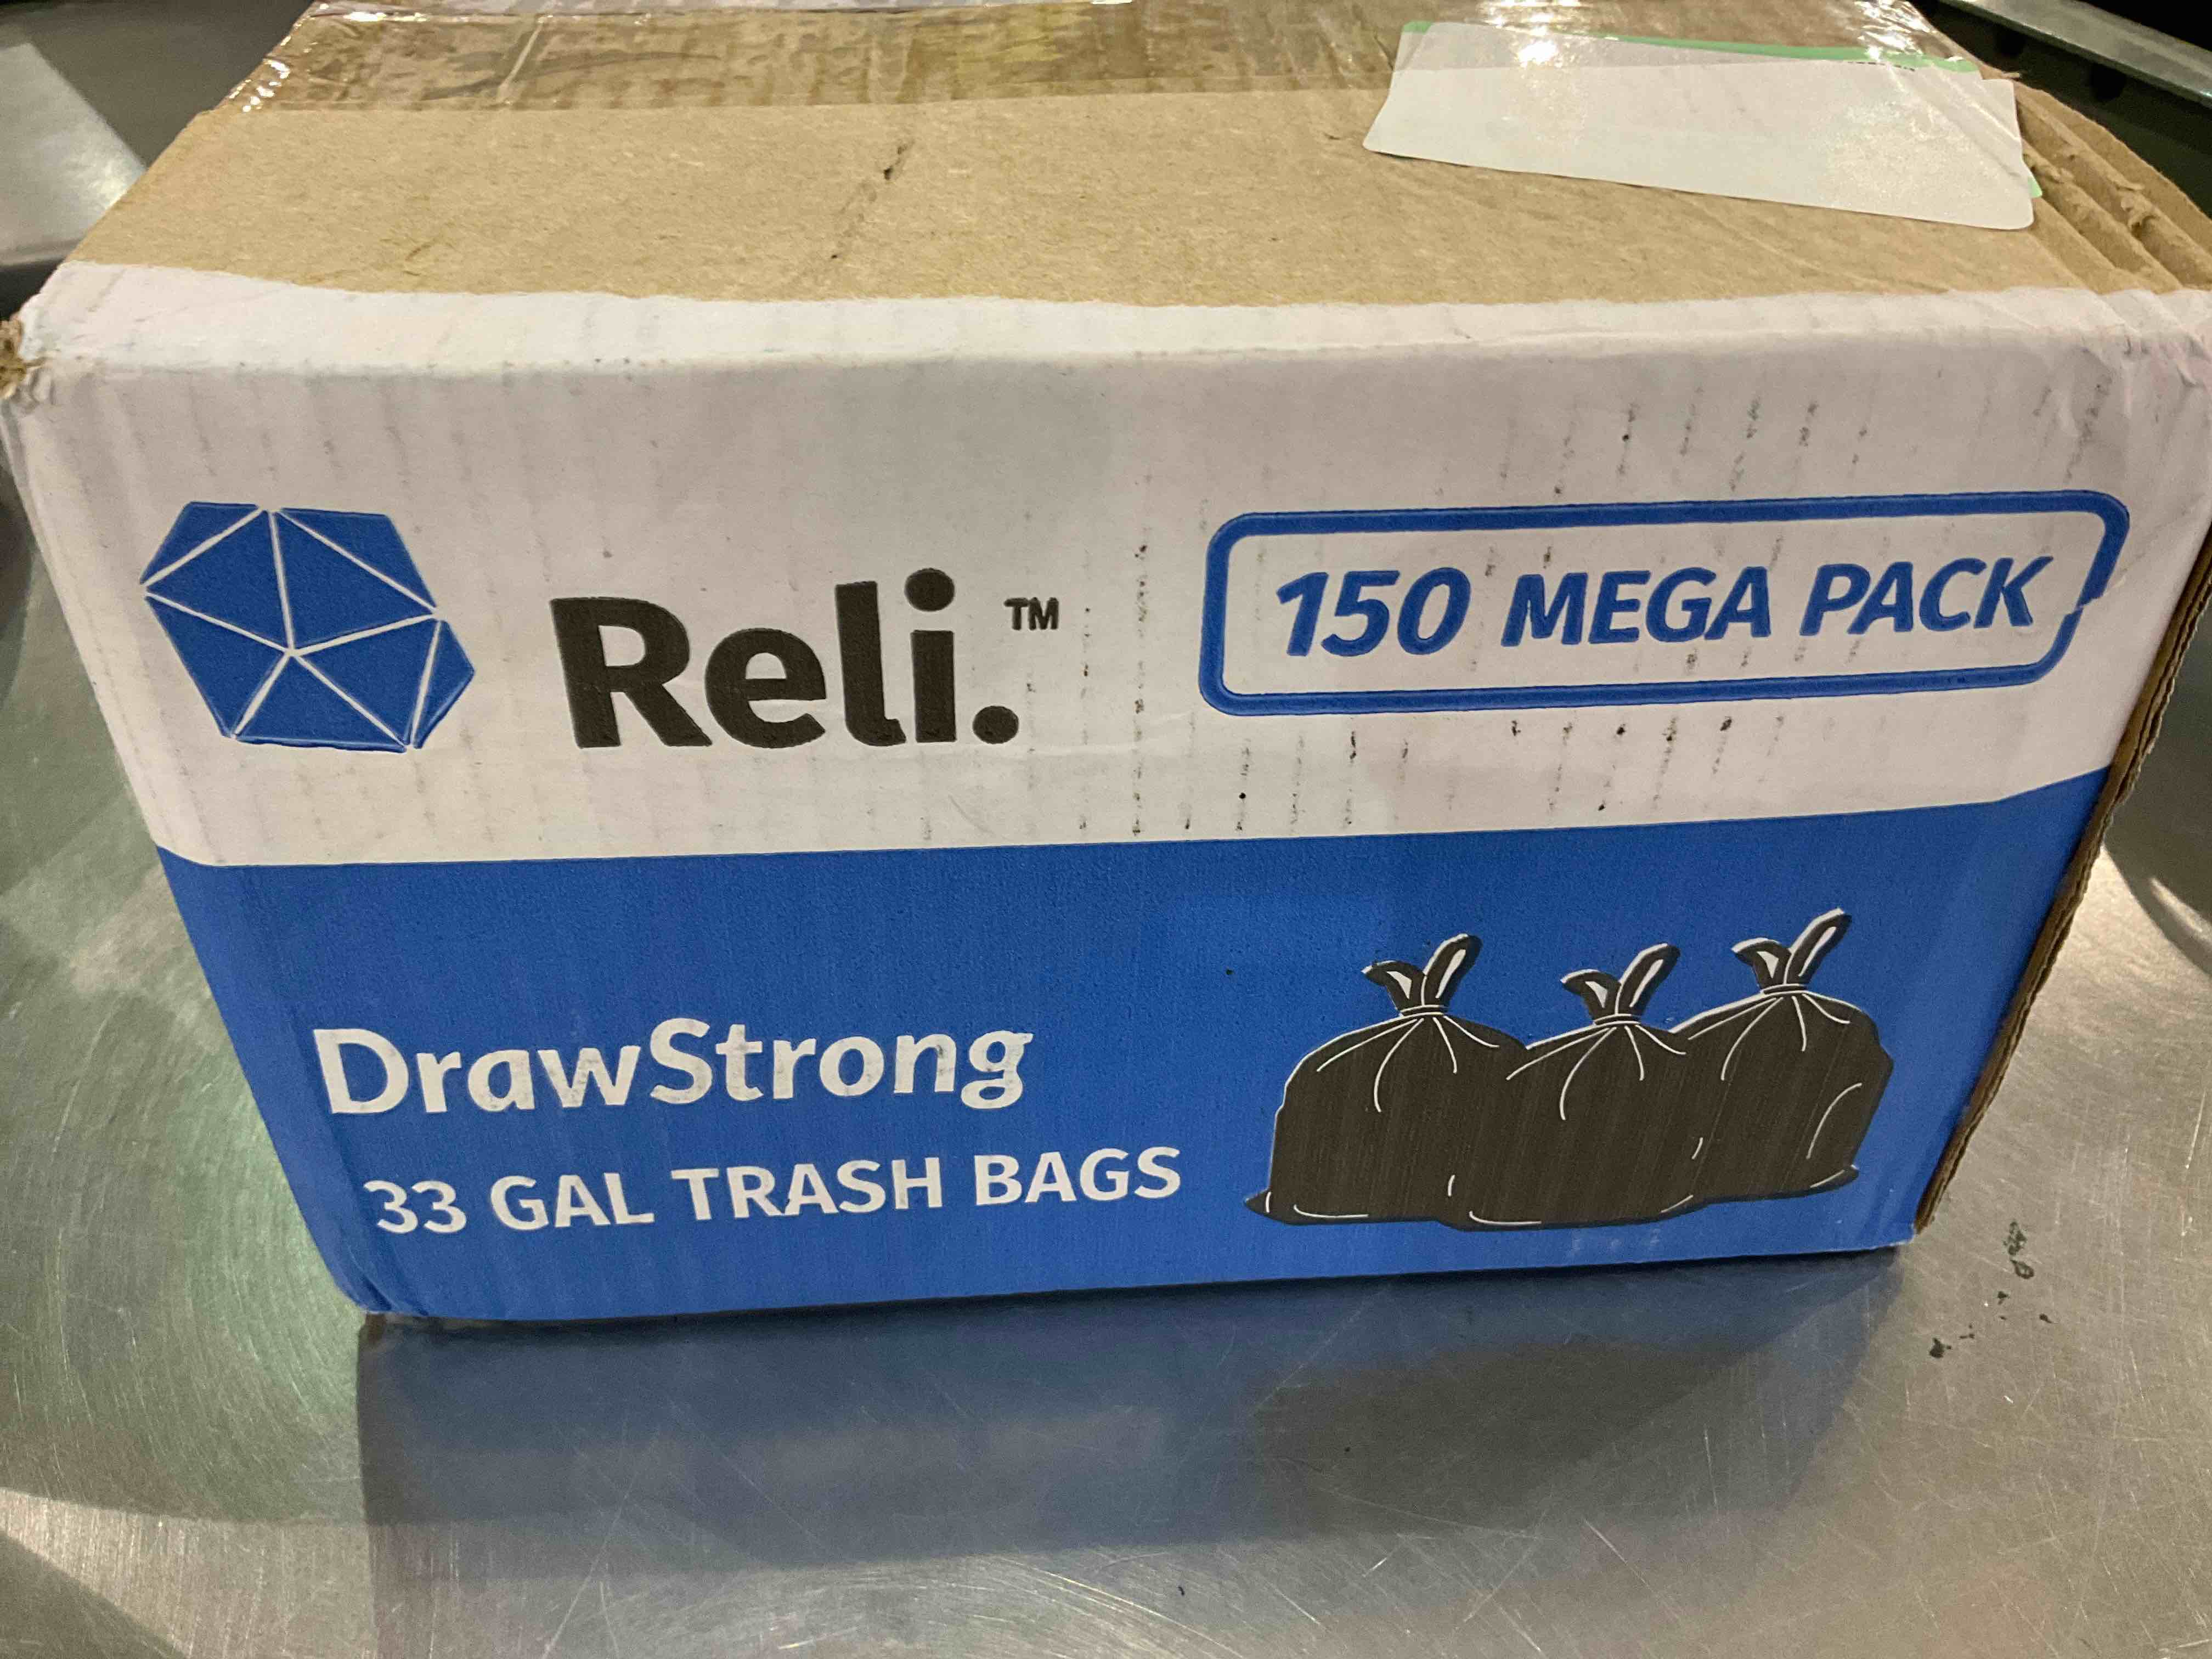 Reli.™
150 MEGA PACK
DrawStrong
33 GAL TRASH BAGS